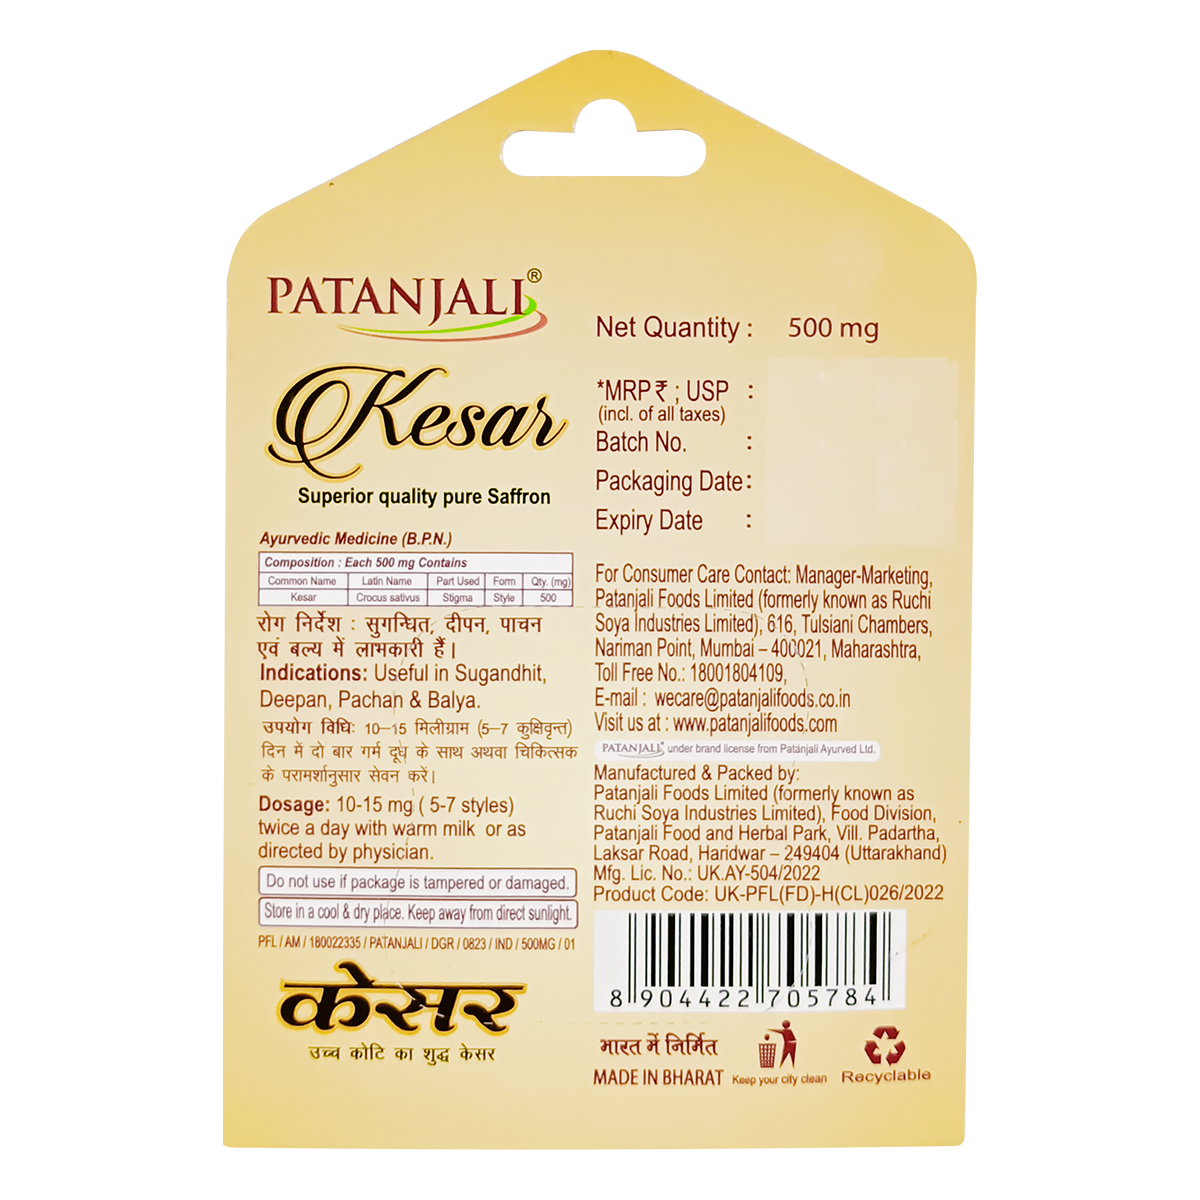 PATANJALI®
Kesar
Superior quality pure Saffron
Ayurvedic Medicine (B.P.N.)
Composition : Each 500 mg Contains
Common Name Latin Name Part Used Form Qty. (mg)
Kesar Crocus sativus Stigma Style 500
रोग निर्देश : सुगन्धित, दीपन, पाचन
एवं बल्य में लाभकारी हैं।
Indications: Useful in Sugandhit,
Deepan, Pachan & Balya.
उपयोग विधि: 10–15 मिलीग्राम (5–7 कुक्षिवृन्त)
दिन में दो बार गर्म दूध के साथ अथवा चिकित्सक
के परामर्शानुसार सेवन करें।
Dosage: 10-15 mg ( 5-7 styles)
twice a day with warm milk or as
directed by physician.
Do not use if package is tampered or damaged.
Store in a cool & dry place. Keep away from direct sunlight.
PFL / AM / 180022335 / PATANJALI / DGR / 0823 / IND / 500MG / 01
केसर
उच्च कोटि का शुद्ध केसर
Net Quantity : 500 mg
*MRP ₹ ; USP :
(incl. of all taxes)
Batch No. :
Packaging Date :
Expiry Date :
For Consumer Care Contact: Manager-Marketing,
Patanjali Foods Limited (formerly known as Ruchi
Soya Industries Limited), 616, Tulsiani Chambers,
Nariman Point, Mumbai – 400021, Maharashtra,
Toll Free No.: 18001804109,
E-mail : wecare@patanjalifoods.co.in
Visit us at : www.patanjalifoods.com
PATANJALI® under brand license from Patanjali Ayurved Ltd.
Manufactured & Packed by:
Patanjali Foods Limited (formerly known as
Ruchi Soya Industries Limited), Food Division,
Patanjali Food and Herbal Park, Vill. Padartha,
Laksar Road, Haridwar – 249404 (Uttarakhand)
Mfg. Lic. No.: UK.AY-504/2022
Product Code: UK-PFL(FD)-H(CL)026/2022
8 904422 705784
भारत में निर्मित
MADE IN BHARAT
Keep your city clean
Recyclable